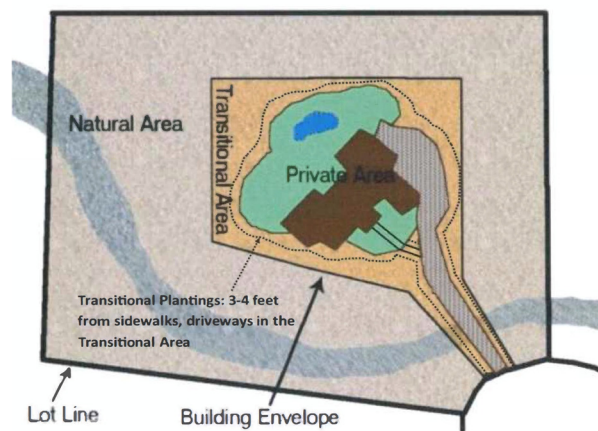 Natural Area
Transitional Area
Private Area
Transitional Plantings: 3-4 feet
from sidewalks, driveways in the
Transitional Area
Lot Line
Building Envelope